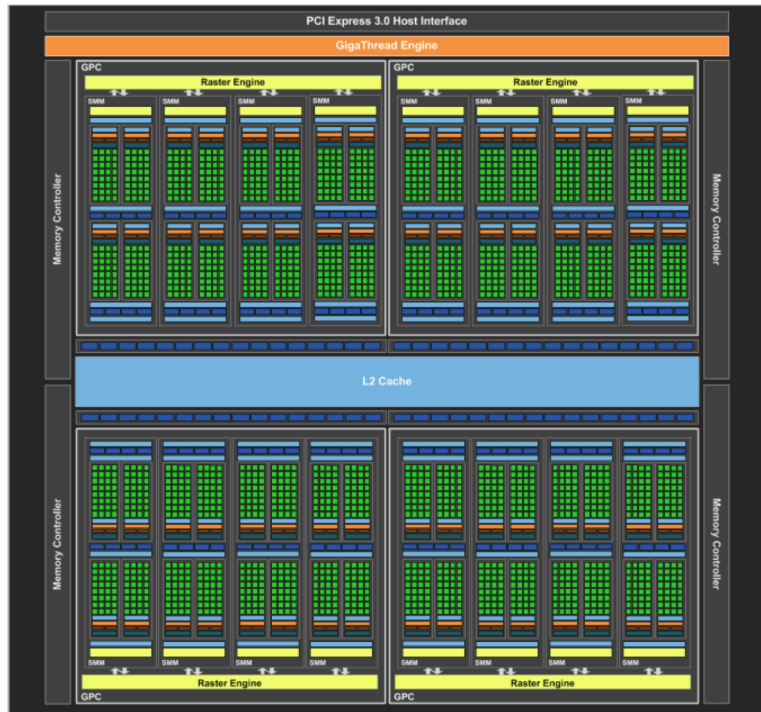 PCI Express 3.0 Host Interface
GigaThread Engine
GPC
Raster Engine
SMM
SMM
SMM
SMM
GPC
Raster Engine
SMM
SMM
SMM
SMM
Memory Controller
Memory Controller
L2 Cache
Memory Controller
Memory Controller
SMM
SMM
SMM
SMM
Raster Engine
GPC
SMM
SMM
SMM
SMM
Raster Engine
GPC